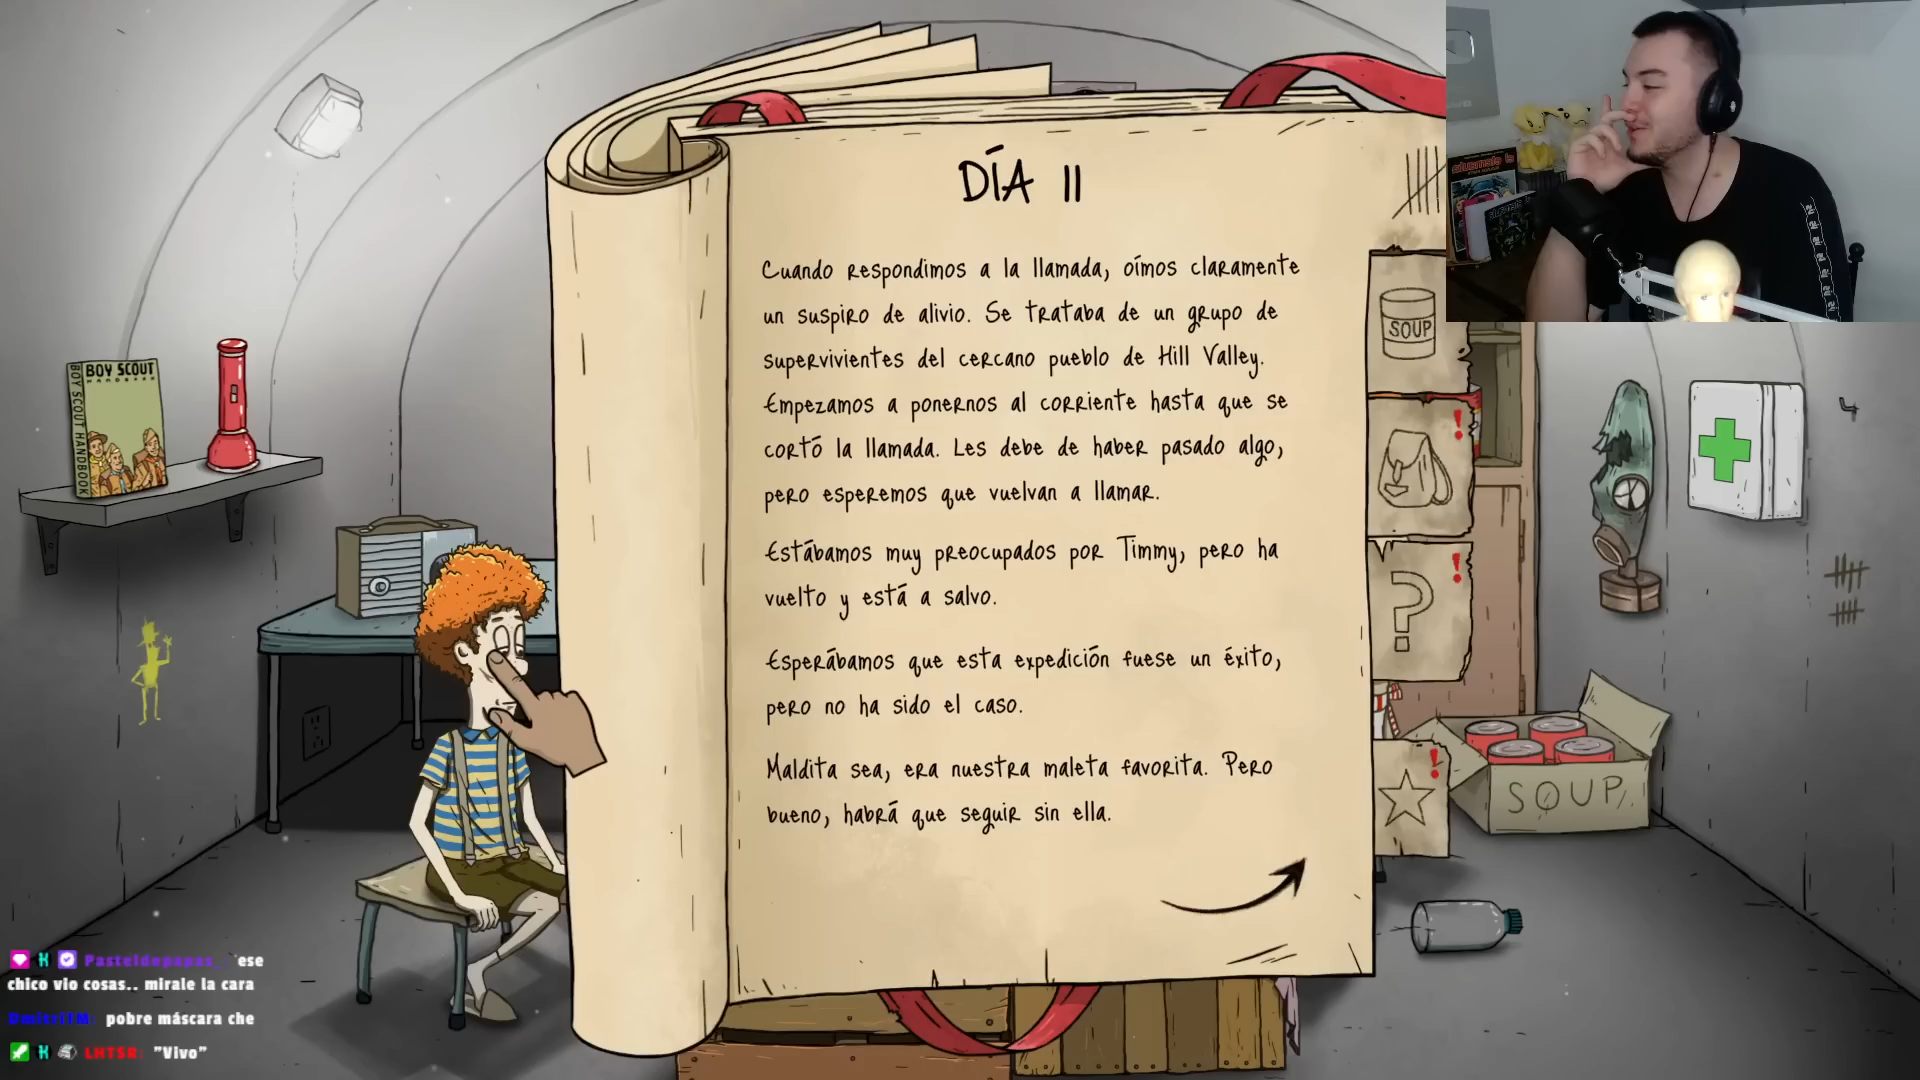 DÍA 11
Cuando respondimos a la llamada, oímos claramente
un suspiro de alivio. Se trataba de un grupo de
supervivientes del cercano pueblo de Hill Valley.
Empezamos a ponernos al corriente hasta que se
cortó la llamada. Les debe de haber pasado algo,
pero esperemos que vuelvan a llamar.
Estábamos muy preocupados por Timmy, pero ha
vuelto y está a salvo.
Esperábamos que esta expedición fuese un éxito,
pero no ha sido el caso.
Maldita sea, era nuestra maleta favorita. Pero
bueno, habrá que seguir sin ella.
SOUP
!
!
?
!
BOY SCOUT
HANDBOOK
BOY SCOUT HANDBOOK
SOUP
Pasteldepapas_: ese
chico vio cosas.. mirale la cara
DmitriTM: pobre máscara che
LHTSR: "Vivo"